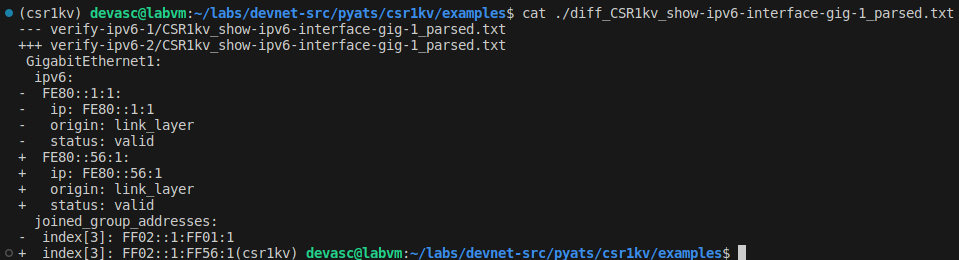 (csr1kv) devasc@labvm:~/labs/devnet-src/pyats/csr1kv/examples$ cat ./diff_CSR1kv_show-ipv6-interface-gig-1_parsed.txt
--- verify-ipv6-1/CSR1kv_show-ipv6-interface-gig-1_parsed.txt
+++ verify-ipv6-2/CSR1kv_show-ipv6-interface-gig-1_parsed.txt
 GigabitEthernet1:
  ipv6:
-  FE80::1:1:
-   ip: FE80::1:1
-   origin: link_layer
-   status: valid
+  FE80::56:1:
+   ip: FE80::56:1
+   origin: link_layer
+   status: valid
  joined_group_addresses:
-  index[3]: FF02::1:FF01:1
+  index[3]: FF02::1:FF56:1(csr1kv) devasc@labvm:~/labs/devnet-src/pyats/csr1kv/examples$